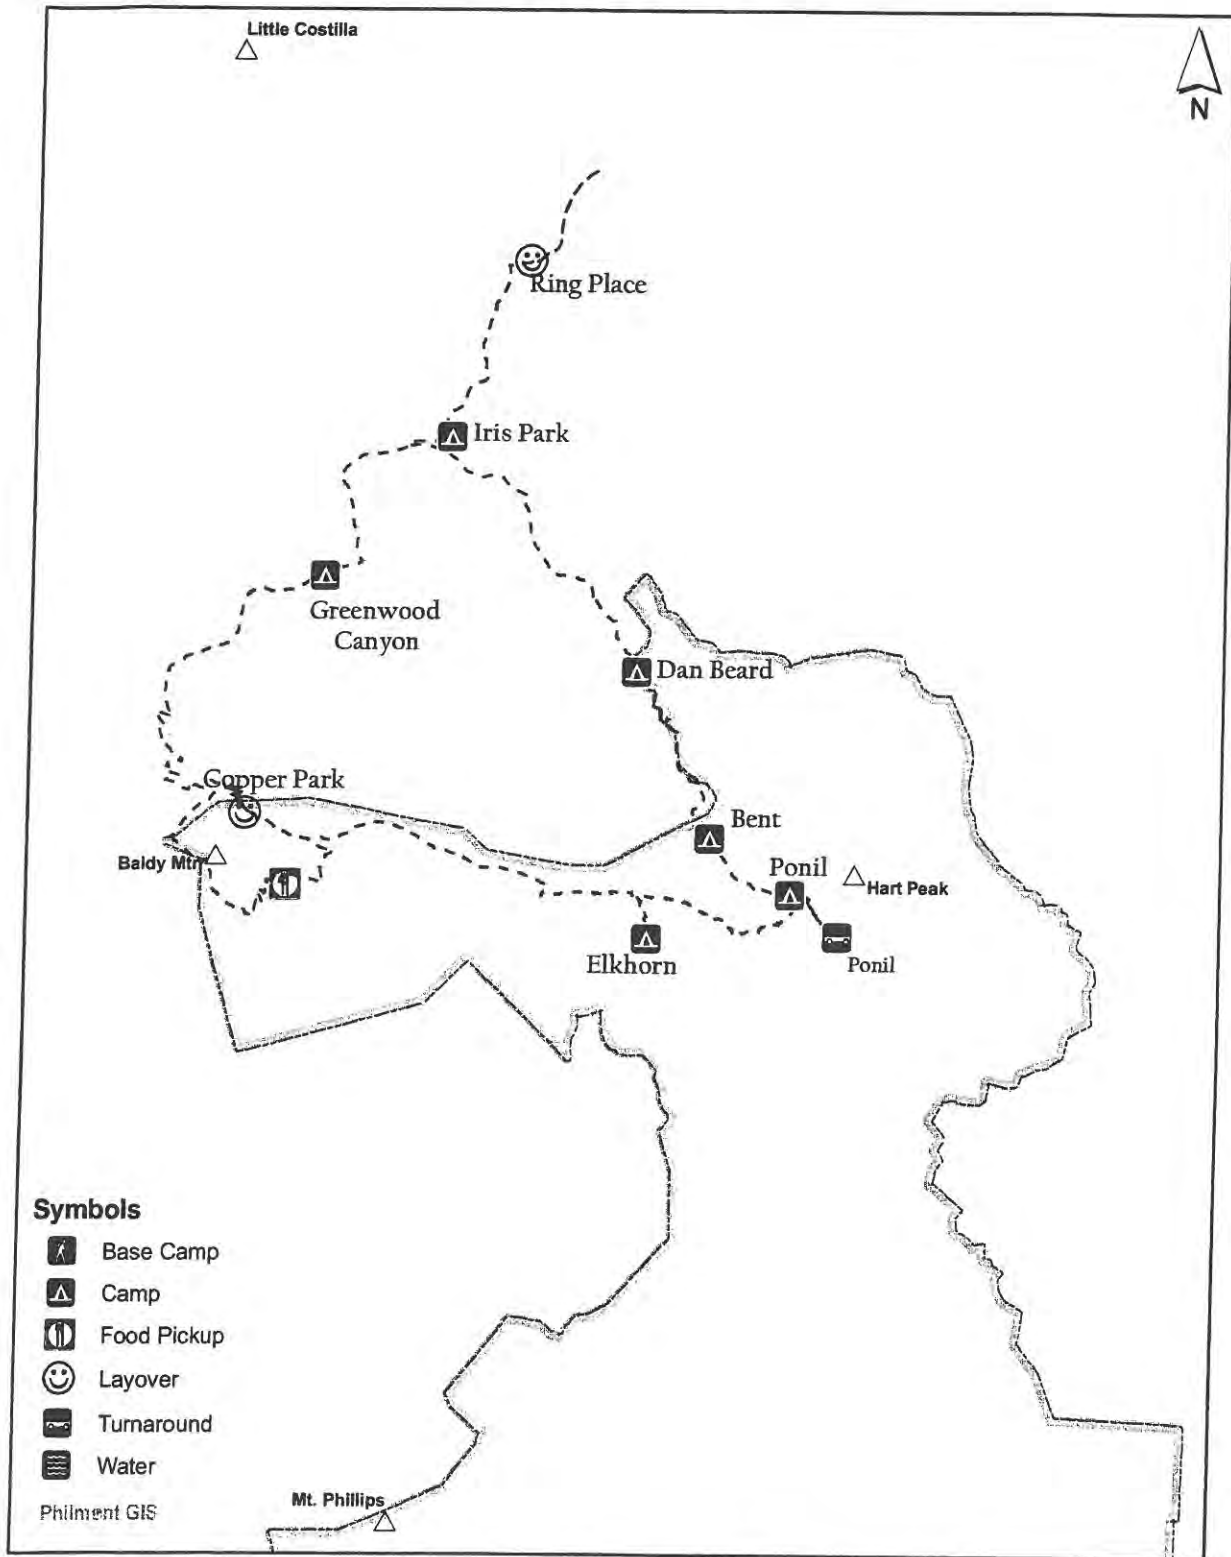 Little Costilla
N
Ring Place
Iris Park
Greenwood
Canyon
Dan Beard
Copper Park
Bent
Baldy Mtn
Ponil
Hart Peak
Elkhorn
Ponil
Symbols
Base Camp
Camp
Food Pickup
Layover
Turnaround
Water
Philmont GIS
Mt. Phillips